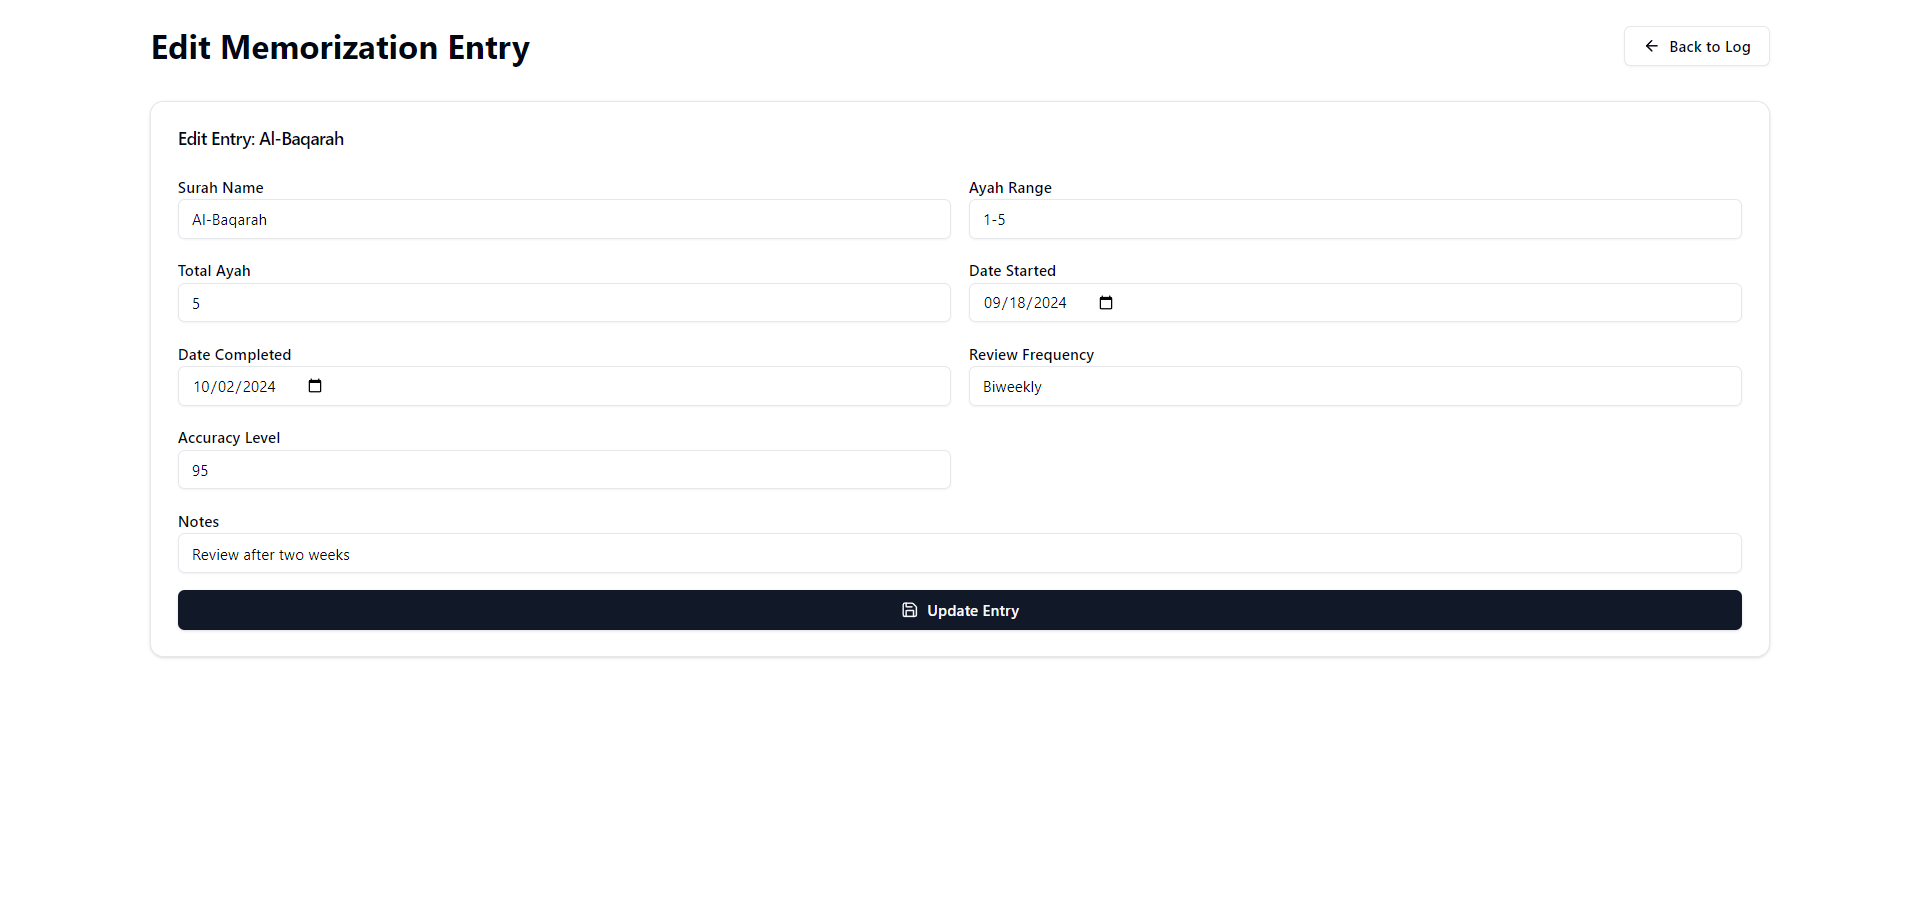 Edit Memorization Entry
Back to Log
Edit Entry: Al-Baqarah
Surah Name
Al-Baqarah
Ayah Range
1-5
Total Ayah
5
Date Started
09/18/2024
Date Completed
10/02/2024
Review Frequency
Biweekly
Accuracy Level
95
Notes
Review after two weeks
Update Entry